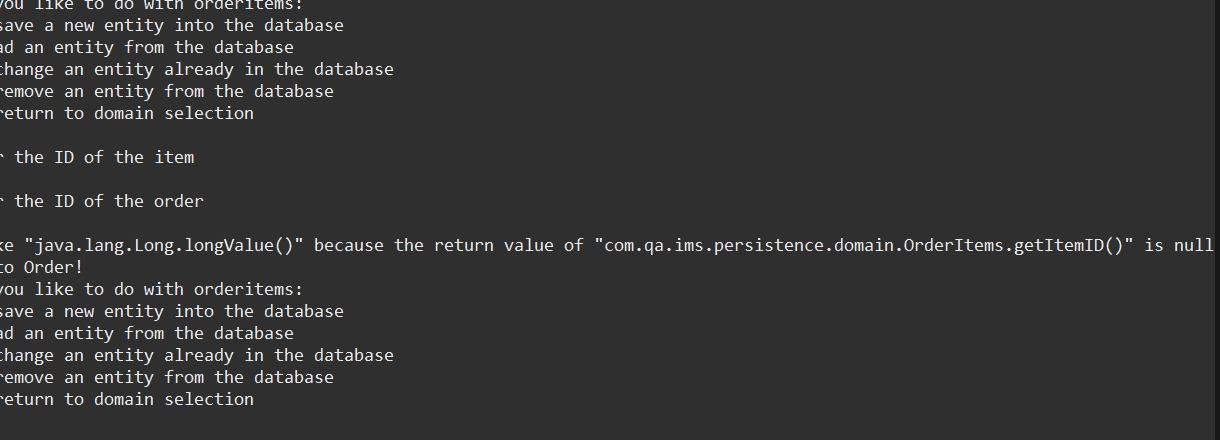 you like to do with orderitems:
save a new entity into the database
ad an entity from the database
change an entity already in the database
remove an entity from the database
return to domain selection
r the ID of the item
r the ID of the order
ke "java.lang.Long.longValue()" because the return value of "com.qa.ims.persistence.domain.OrderItems.getItemID()" is null
to Order!
you like to do with orderitems:
save a new entity into the database
ad an entity from the database
change an entity already in the database
remove an entity from the database
return to domain selection